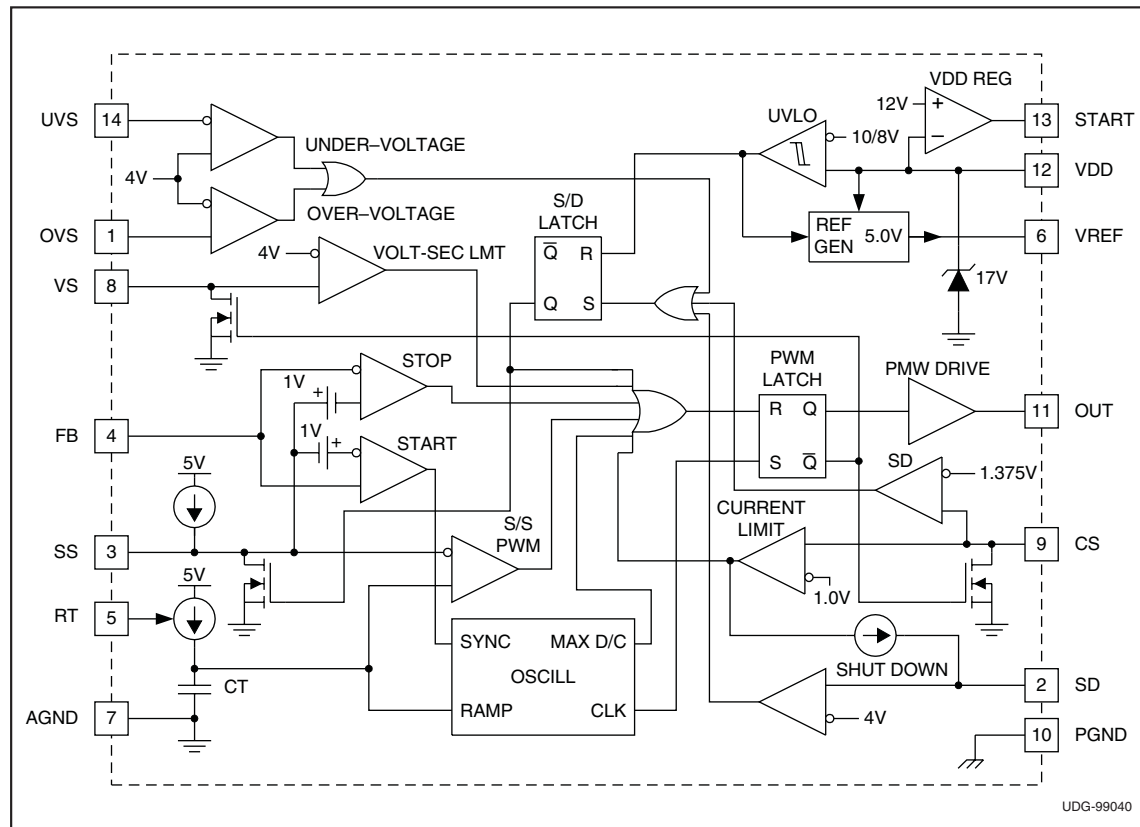 VDD REG
12V
+
UVS
14
UVLO
13
START
10/8V
–
UNDER–VOLTAGE
4V
12
VDD
S/D
LATCH
OVS
1
OVER–VOLTAGE
REF
GEN
5.0V
6
VREF
4V
VOLT-SEC LMT
Q
R
VS
8
17V
Q
S
STOP
PWM
LATCH
PMW DRIVE
1V
+
R
Q
11
OUT
FB
4
1V
+
START
S
Q
SD
1.375V
5V
CURRENT
LIMIT
S/S
PWM
SS
3
9
CS
5V
1.0V
RT
5
SYNC
MAX D/C
SHUT DOWN
OSCILL
CT
2
SD
AGND
7
RAMP
CLK
4V
10
PGND
UDG-99040